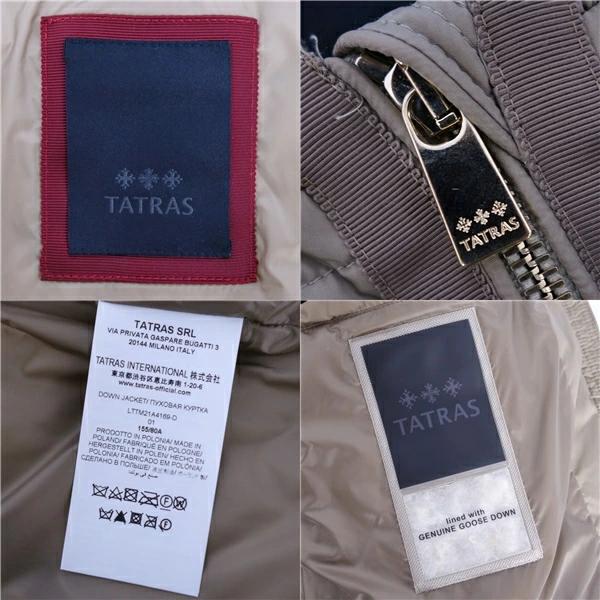 TATRAS
TATRAS
TATRAS SRL
VIA PRIVATA GASPARE BUGATTI 3
20144 MILANO ITALY
TATRAS INTERNATIONAL 株式会社
東京都渋谷区恵比寿南 1-20-6
www.tatras-official.com
DOWN JACKET/ ПУХОВАЯ КУРТКА
LTTM21A4169-D
01
155/80A
PRODOTTO IN POLONIA/ MADE IN
POLAND/ FABRIQUÉ EN POLOGNE/
HERGESTELLT IN POLEN/ HECHO EN
POLONIA/ FABRICADO EM POLÔNIA/
СДЕЛАНО В ПОЛЬШЕ/
TATRAS
lined with
GENUINE GOOSE DOWN